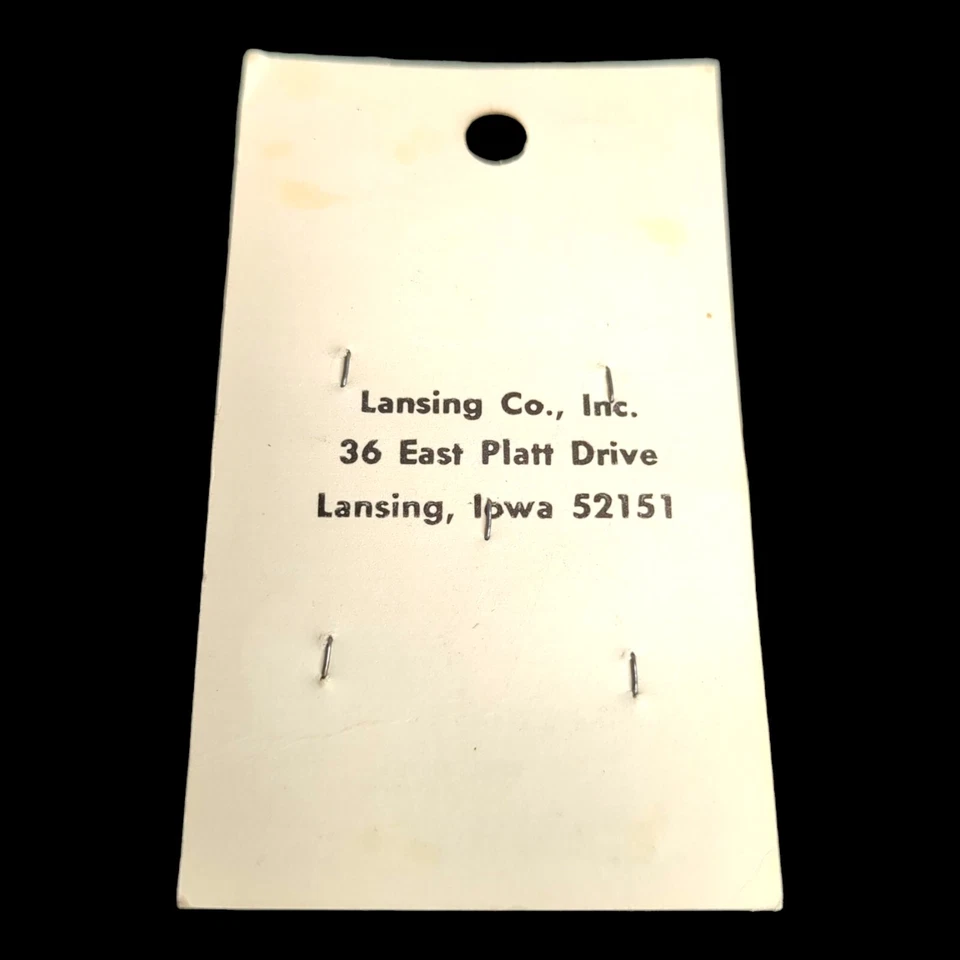 Lansing Co., Inc.
36 East Platt Drive
Lansing, Iowa 52151